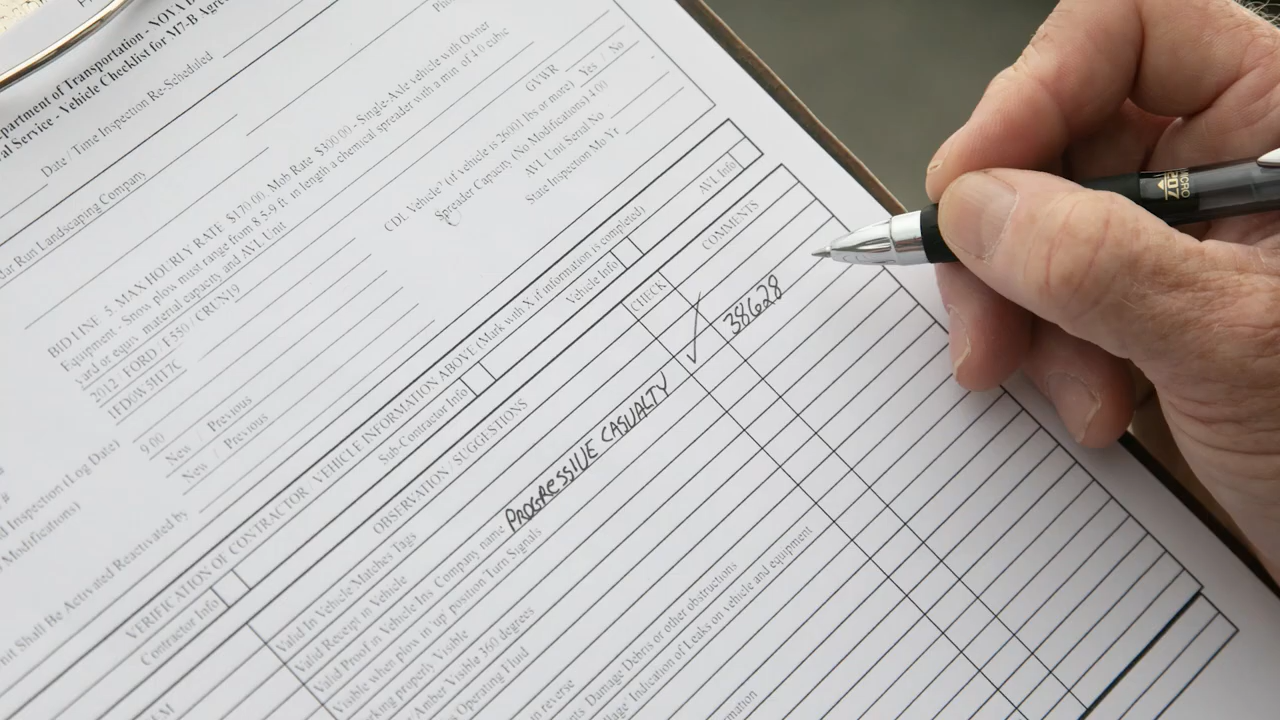 Department of Transportation - NOVA
Service - Vehicle Checklist for M7-B
Date / Time Inspection Re-Scheduled
Run Landscaping Company
BID LINE 5, MAX HOURLY RATE $170.00 - Mob Rate $300.00 - Single-Axle vehicle with Owner
Equipment - Snow plow must range from 8.5-9 ft in length a chemical spreader with a min of 4.0 cubic
yard or equiv material capacity and AVL Unit
2012 / FORD / F550 / CRUN19
GVWR
CDL Vehicle* (if vehicle is 26001 lbs or more) Yes / No
Spreader Capacity (No Modifications) 4.00
AVL Unit Serial No
State Inspection Mo Yr
Inspection (Log Date)
9.00
Modifications)
New / Previous
New / Previous
Shall Be Activated Reactivated by
VERIFICATION OF CONTRACTOR - VEHICLE INFORMATION ABOVE (Mark with X, if information is completed)
Contractor Info
Sub-Contractor Info
Vehicle Info
AVL Info
OBSERVATION / SUGGESTIONS
CHECK
COMMENTS
Valid In Vehicle/Matches Tags
Valid Receipt in Vehicle
Valid Proof in Vehicle Ins Company name PROGRESSIVE CASUALTY ✓ 38628
Visible when plow in 'up' position Turn Signals
properly Visible
Amber Visible 360 degrees
Operating Fluid
in reverse
Damage Debris or other obstructions
Indication of Leaks on vehicle and equipment
MICRO
207